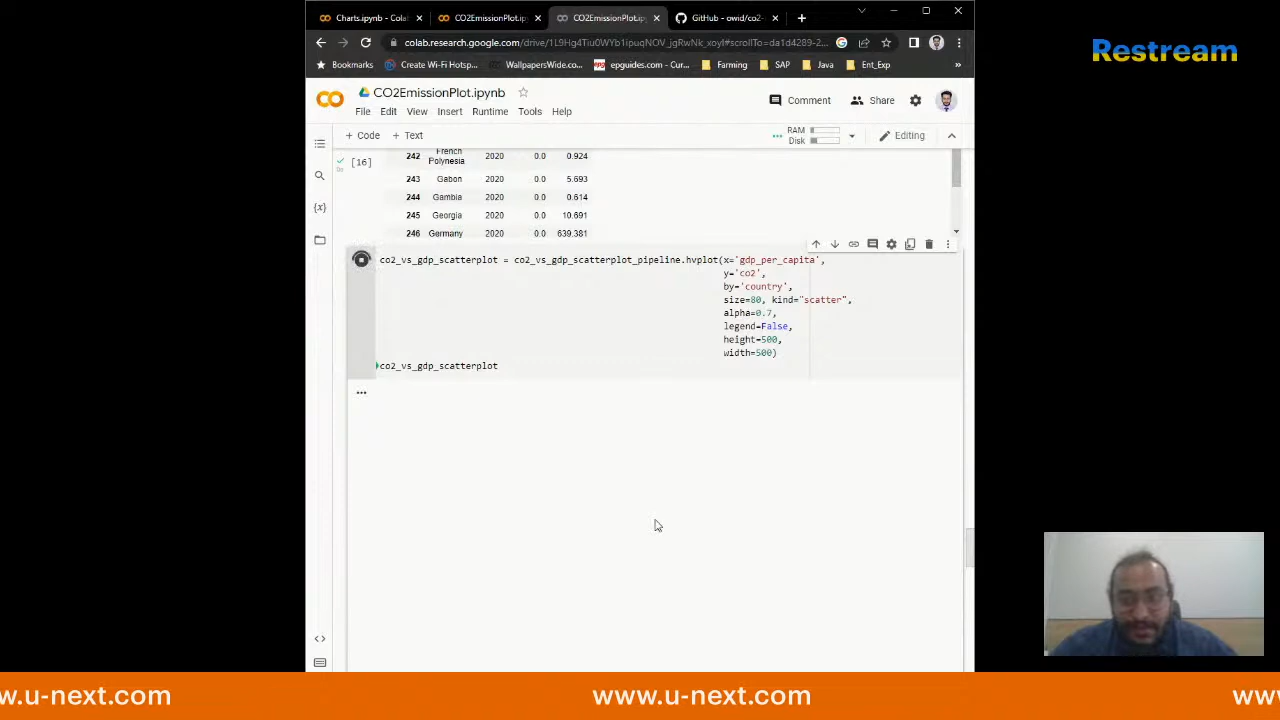 Charts.ipynb - Cola
CO2EmissionPlot.ip
CO2EmissionPlot.ip
GitHub - owid/co2-
colab.research.google.com/drive/1L9Hg4Tiu0WYb1ipuqNOV_jgRwNk_xoyI#scrollTo=da1d4289-2...
Bookmarks
Create Wi-Fi Hotsp...
WallpapersWide.co...
epguides.com - Cur...
Farming
SAP
Java
Ent_Exp
»
CO2EmissionPlot.ipynb
Comment
Share
File Edit View Insert Runtime Tools Help
+ Code + Text
RAM
Disk
Editing
[16]
242 French Polynesia 2020 0.0 0.924
243 Gabon 2020 0.0 5.693
244 Gambia 2020 0.0 0.614
245 Georgia 2020 0.0 10.691
246 Germany 2020 0.0 639.381
{x}
co2_vs_gdp_scatterplot = co2_vs_gdp_scatterplot_pipeline.hvplot(x='gdp_per_capita',
y='co2',
by='country',
size=80, kind="scatter",
alpha=0.7,
legend=False,
height=500,
width=500)
co2_vs_gdp_scatterplot
...
Restream
w.u-next.com
www.u-next.com
ww